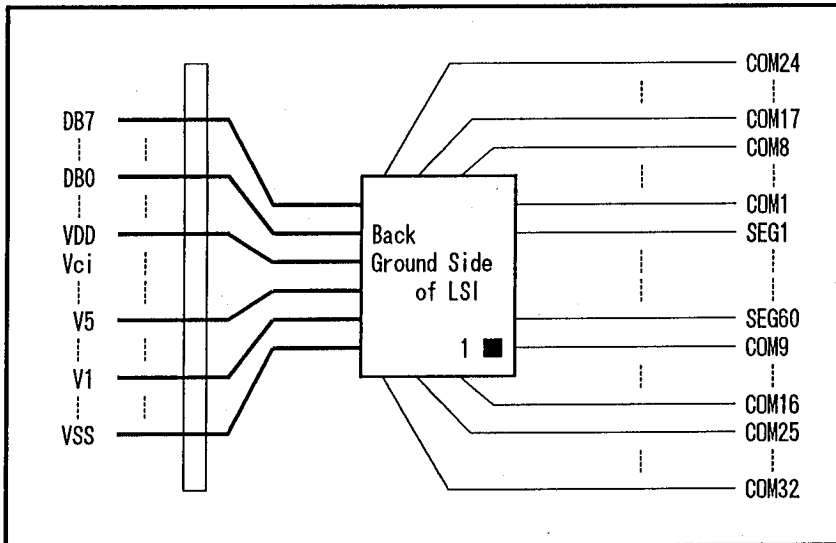 DB7
DB0
VDD
Vci
V5
V1
VSS
Back
Ground Side
of LSI
1
COM24
COM17
COM8
COM1
SEG1
SEG60
COM9
COM16
COM25
COM32